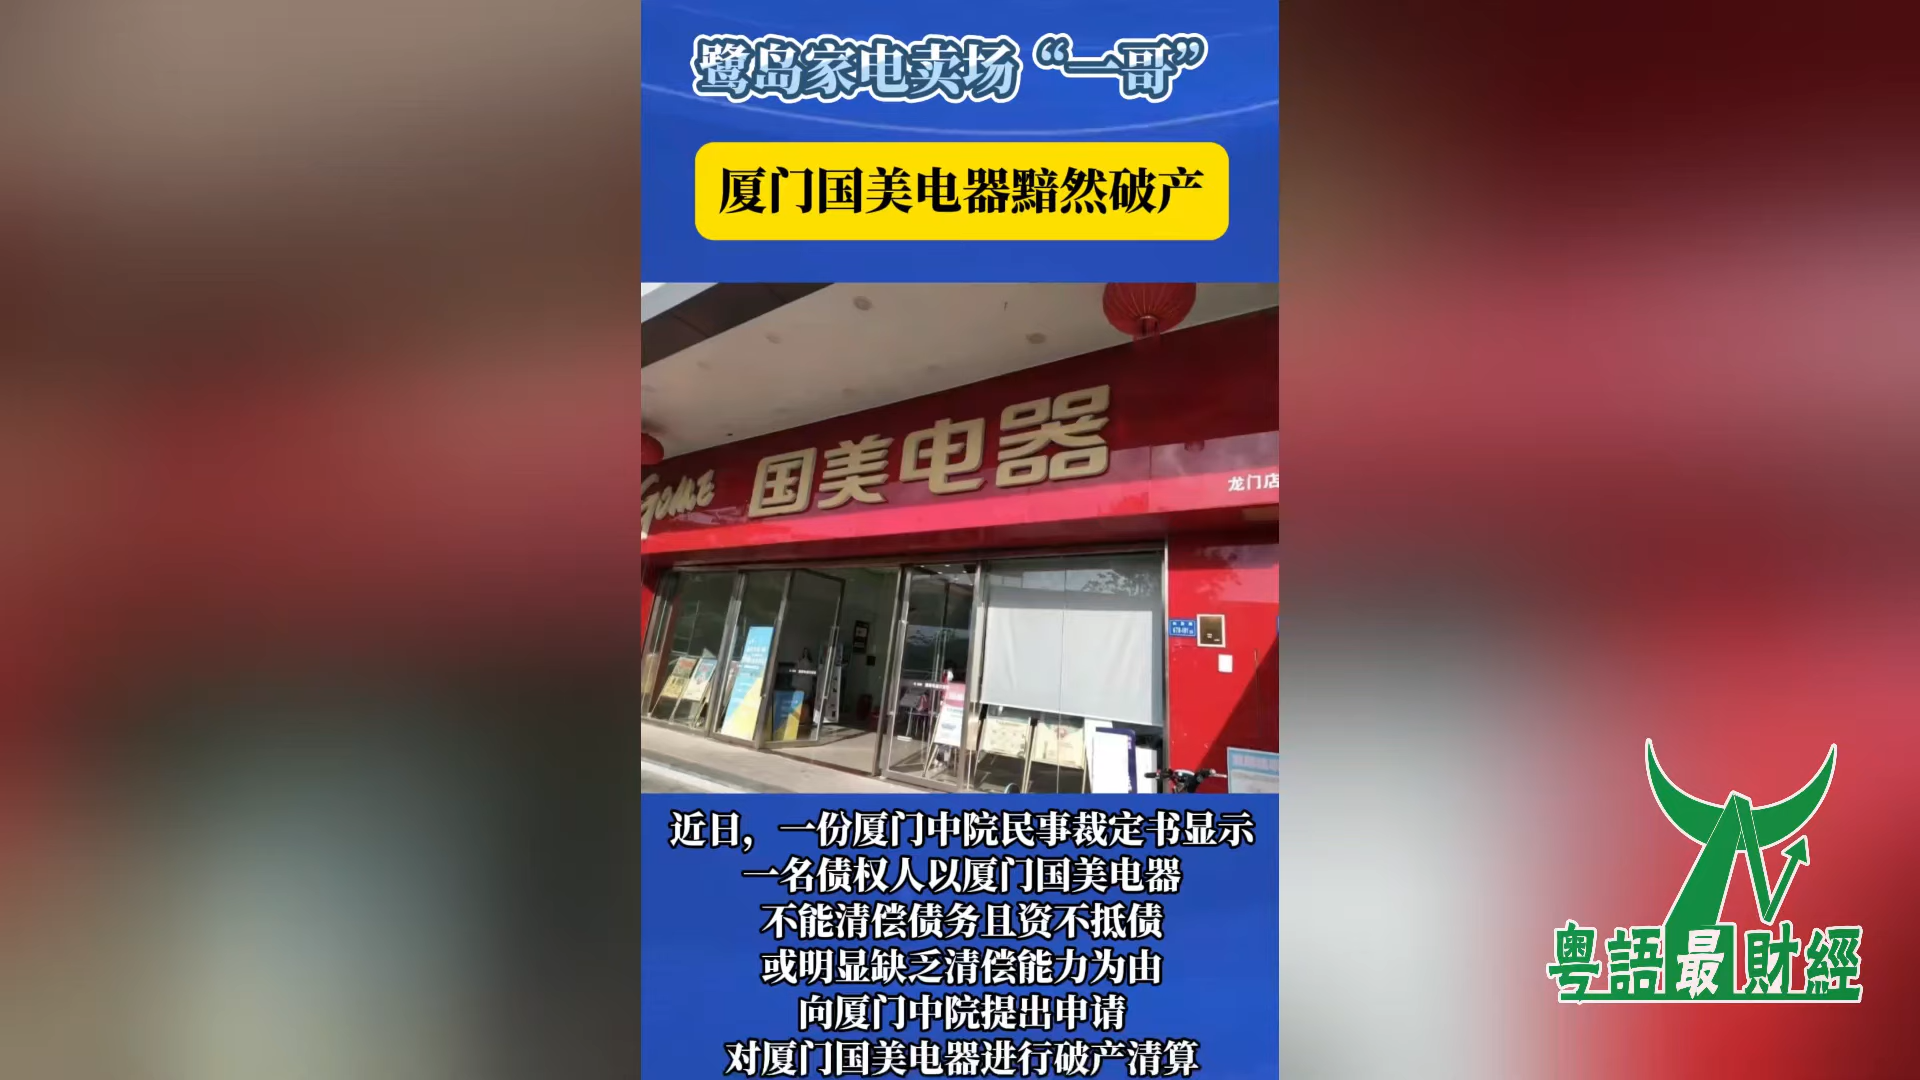 鹭岛家电卖场“一哥”
厦门国美电器黯然破产
GOME 国美电器
龙门店
近日，一份厦门中院民事裁定书显示
一名债权人以厦门国美电器
不能清偿债务且资不抵债
或明显缺乏清偿能力为由
向厦门中院提出申请
对厦门国美电器进行破产清算
粤語最財經